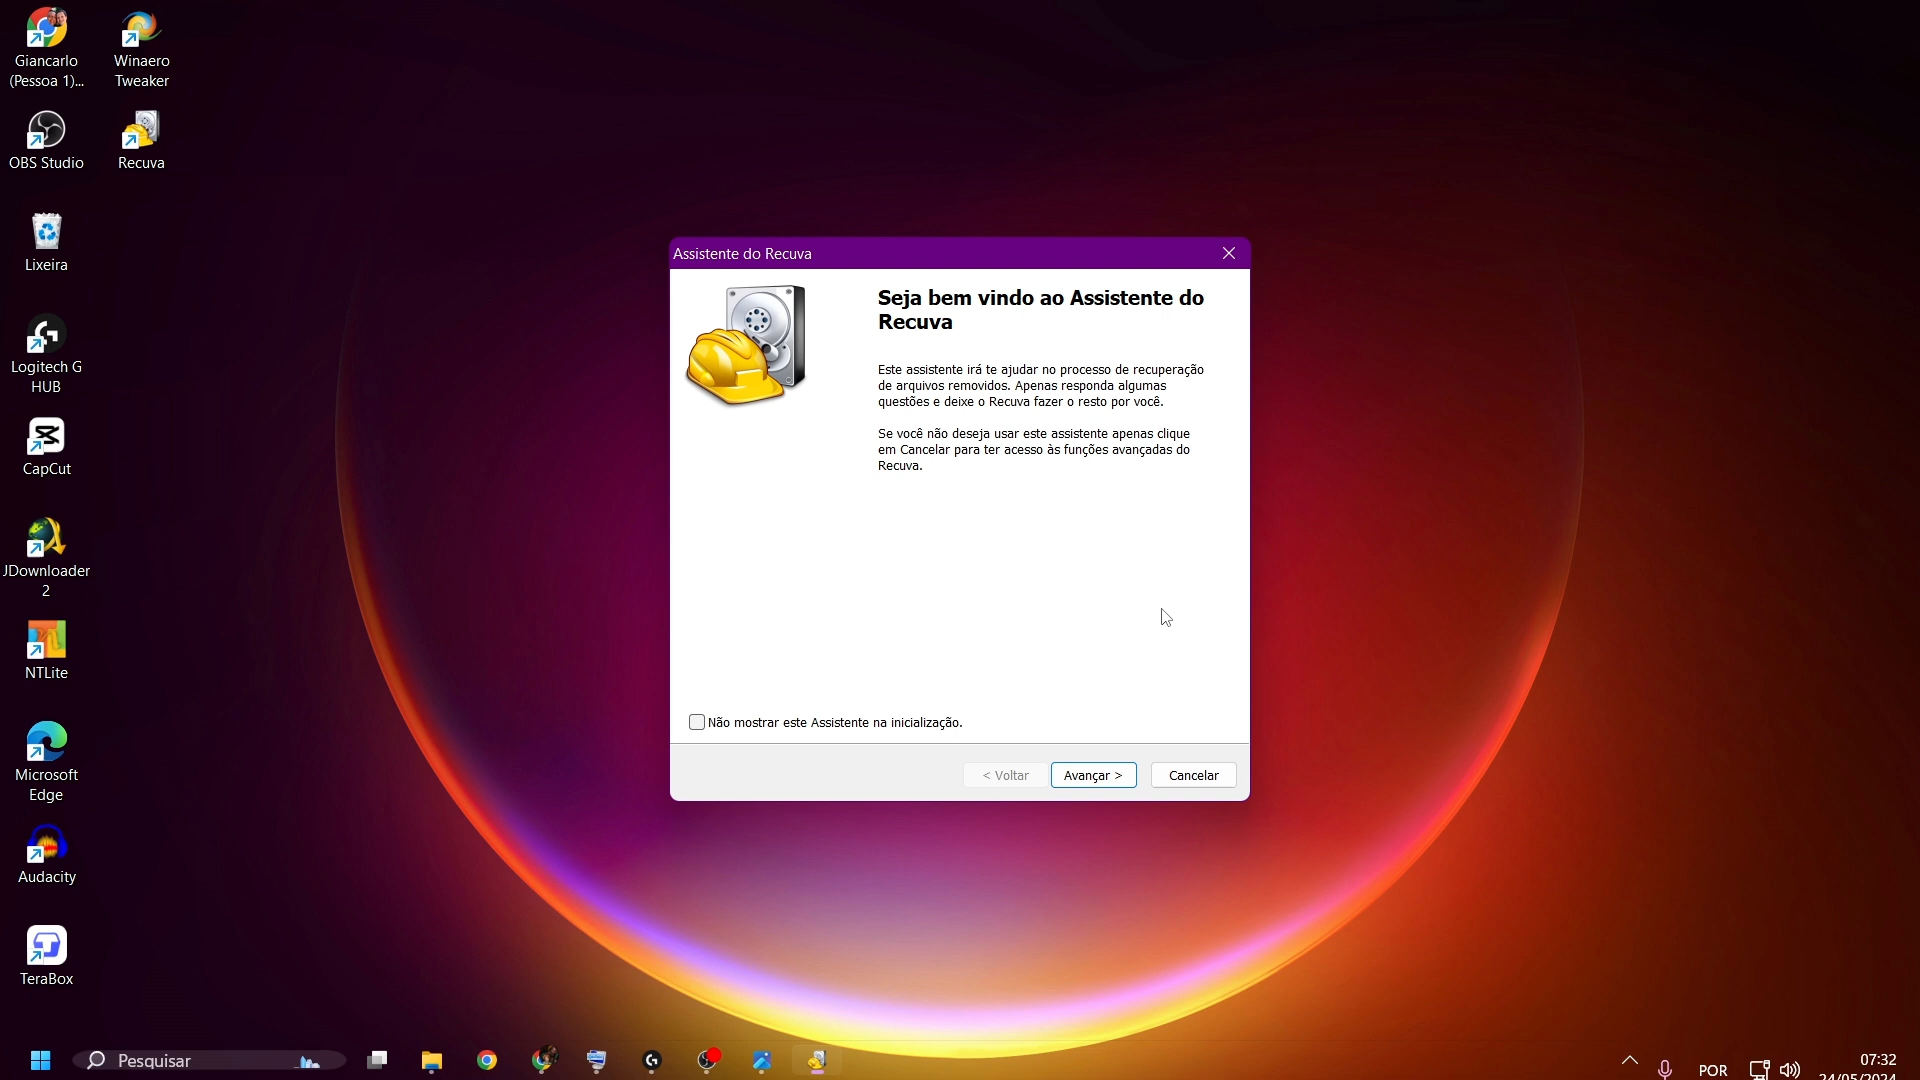 Giancarlo
(Pessoa 1)...
Winaero
Tweaker
OBS Studio
Recuva
Lixeira
Logitech G
HUB
CapCut
JDownloader
2
NTLite
Microsoft
Edge
Audacity
TeraBox
Assistente do Recuva
Seja bem vindo ao Assistente do
Recuva
Este assistente irá te ajudar no processo de recuperação
de arquivos removidos. Apenas responda algumas
questões e deixe o Recuva fazer o resto por você.
Se você não deseja usar este assistente apenas clique
em Cancelar para ter acesso às funções avançadas do
Recuva.
Não mostrar este Assistente na inicialização.
< Voltar
Avançar >
Cancelar
Pesquisar
POR
07:32
24/05/2024